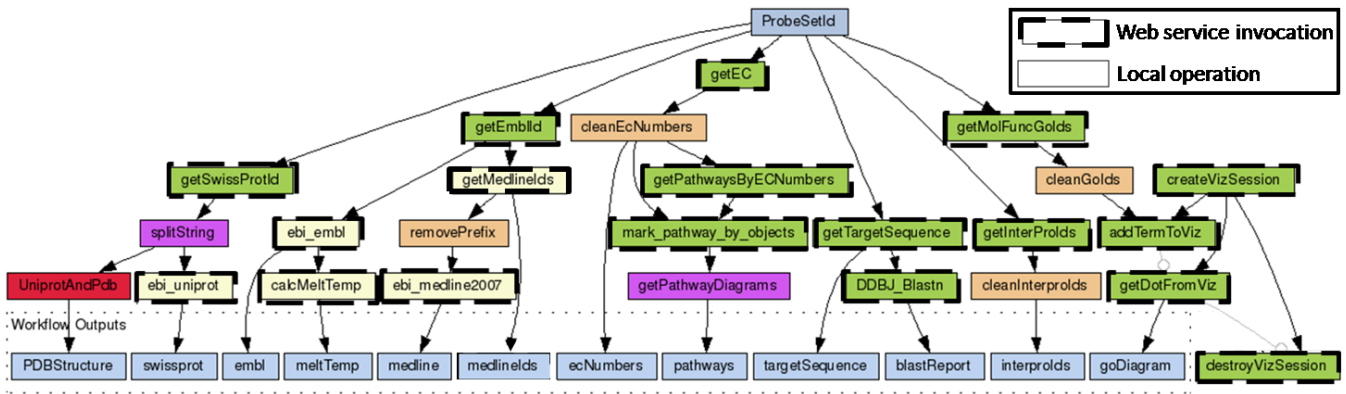 ProbeSetId
Web service invocation
Local operation
getEC
getEmblId
cleanEcNumbers
getMolFuncGoIds
getSwissProtId
getMedlineIds
getPathwaysByECNumbers
cleanGoIds
createVizSession
splitString
ebi_embl
removePrefix
mark_pathway_by_objects
getTargetSequence
getInterProIds
addTermToViz
UniprotAndPdb
ebi_uniprot
calcMeltTemp
ebi_medline2007
getPathwayDiagrams
DDBJ_Blastn
cleanInterproIds
getDotFromViz
Workflow Outputs
PDBStructure
swissprot
embl
meltTemp
medline
medlineIds
ecNumbers
pathways
targetSequence
blastReport
interproIds
goDiagram
destroyVizSession